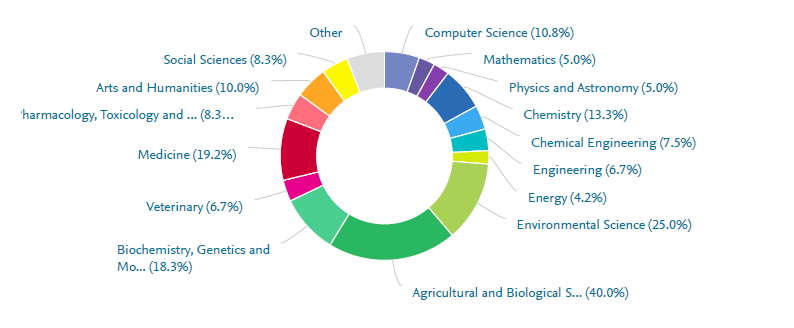 Other
Computer Science (10.8%)
Social Sciences (8.3%)
Mathematics (5.0%)
Arts and Humanities (10.0%)
Physics and Astronomy (5.0%)
harmacology, Toxicology and ... (8.3...
Chemistry (13.3%)
Chemical Engineering (7.5%)
Medicine (19.2%)
Engineering (6.7%)
Energy (4.2%)
Veterinary (6.7%)
Environmental Science (25.0%)
Biochemistry, Genetics and
Mo... (18.3%)
Agricultural and Biological S... (40.0%)